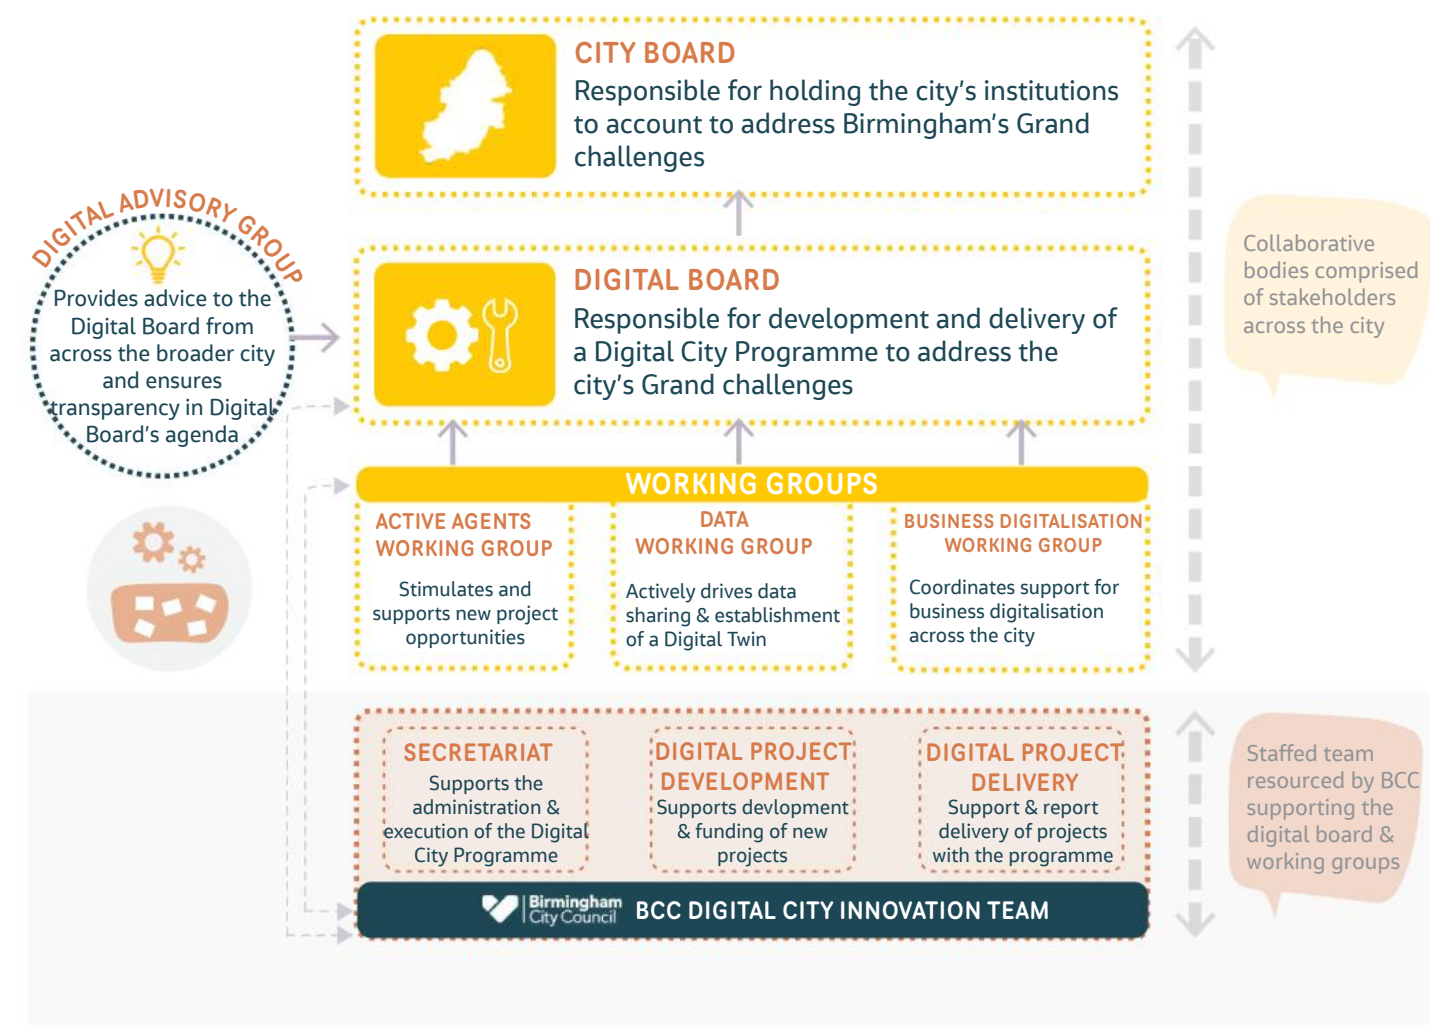 CITY BOARD
Responsible for holding the city's institutions
to account to address Birmingham's Grand
challenges
DIGITAL ADVISORY GROUP
Provides advice to the
Digital Board from
across the broader city
and ensures
transparency in Digital
Board's agenda
DIGITAL BOARD
Responsible for development and delivery of
a Digital City Programme to address the
city's Grand challenges
Collaborative
bodies comprised
of stakeholders
across the city
WORKING GROUPS
ACTIVE AGENTS
WORKING GROUP
Stimulates and
supports new project
opportunities
DATA
WORKING GROUP
Actively drives data
sharing & establishment
of a Digital Twin
BUSINESS DIGITALISATION
WORKING GROUP
Coordinates support for
business digitalisation
across the city
SECRETARIAT
Supports the
administration &
execution of the Digital
City Programme
DIGITAL PROJECT
DEVELOPMENT
Supports devlopment
& funding of new
projects
DIGITAL PROJECT
DELIVERY
Support & report
delivery of projects
with the programme
Staffed team
resourced by BCC
supporting the
digital board &
working groups
Birmingham
City Council
BCC DIGITAL CITY INNOVATION TEAM